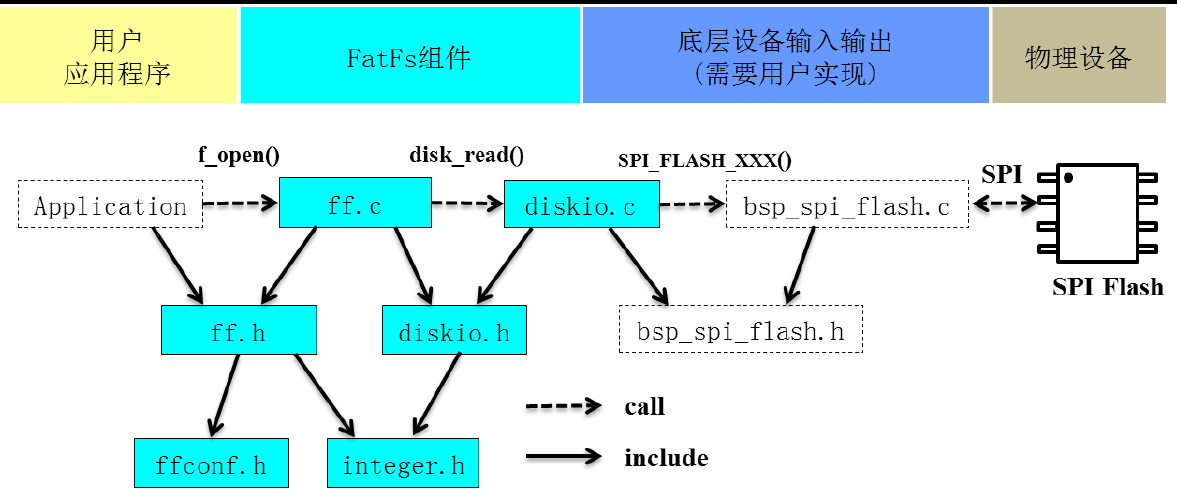 用户
应用程序
FatFs组件
底层设备输入输出
(需要用户实现)
物理设备
f_open()
disk_read()
SPI_FLASH_XXX()
SPI
Application
ff.c
diskio.c
bsp_spi_flash.c
SPI Flash
ff.h
diskio.h
bsp_spi_flash.h
call
ffconf.h
integer.h
include